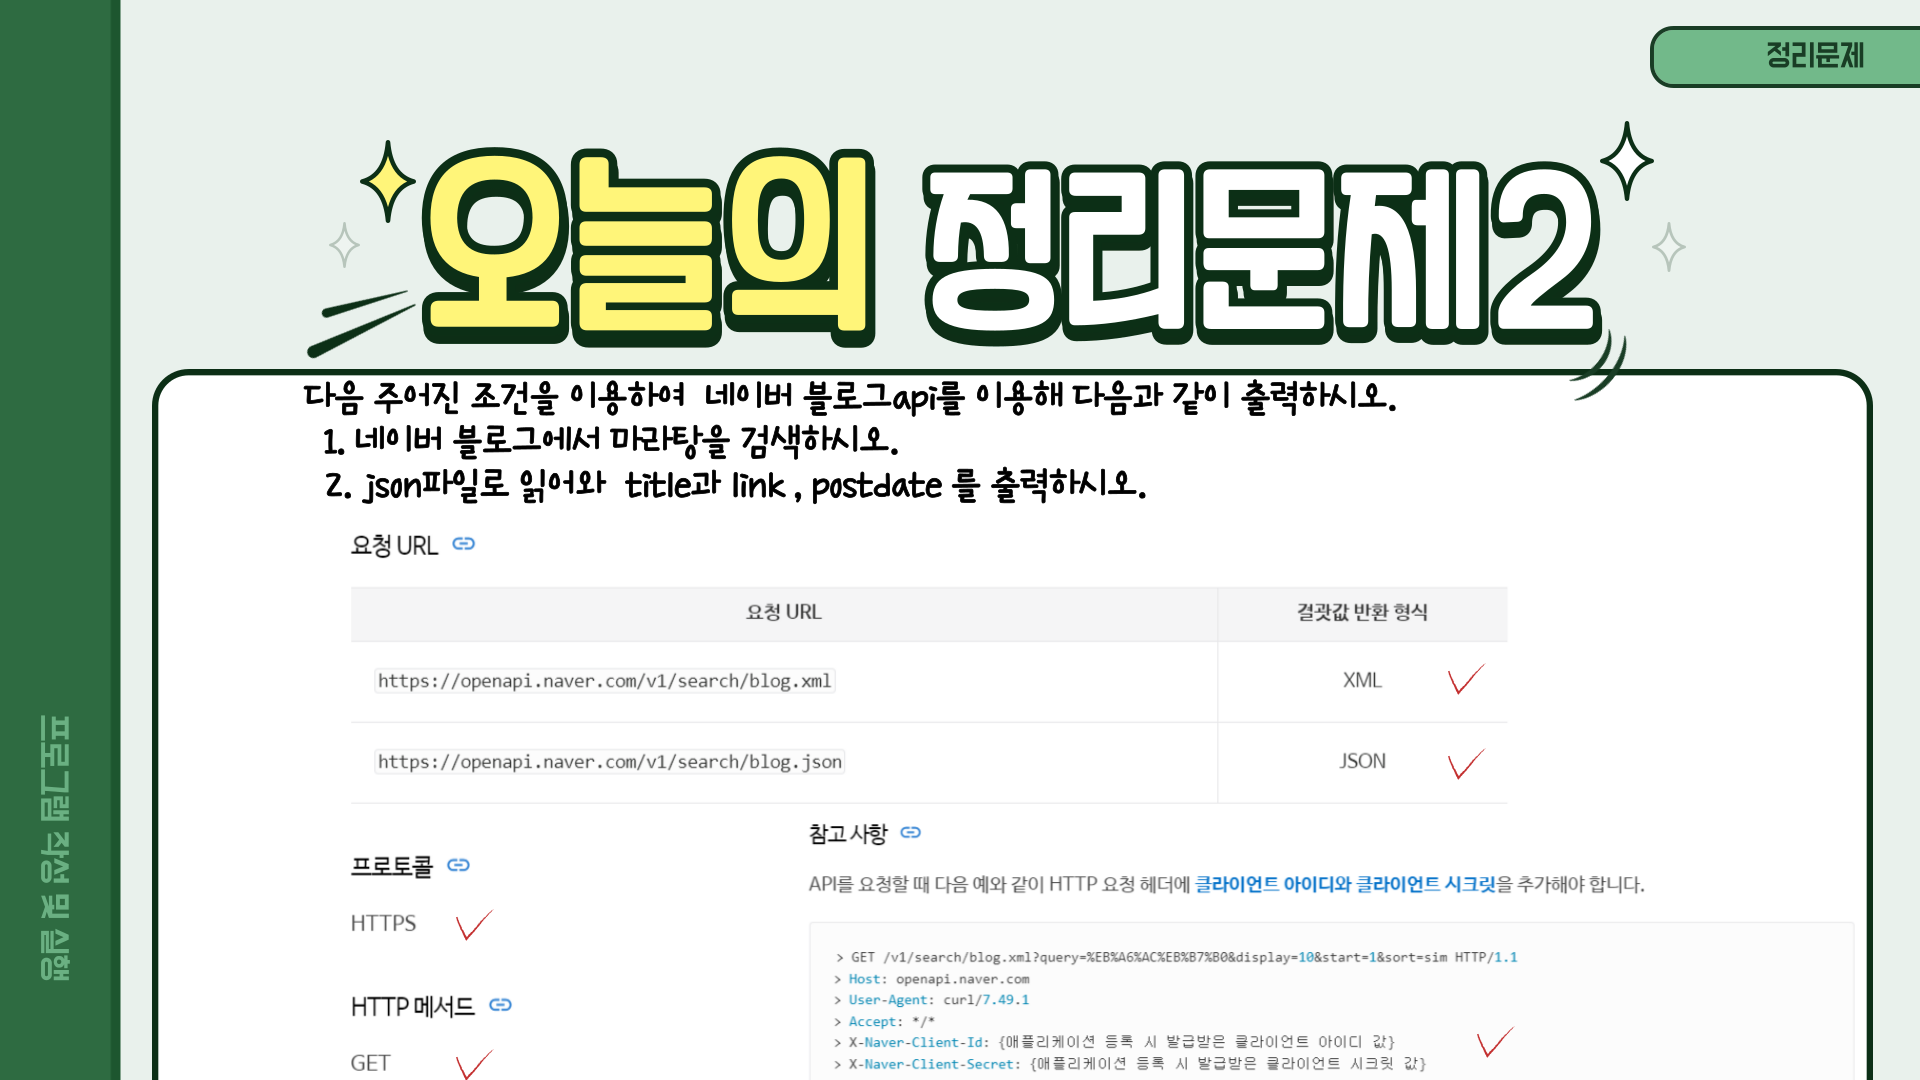 정리문제
오늘의 정리문제2
다음 주어진 조건을 이용하여 네이버 블로그api를 이용해 다음과 같이 출력하시오.
1. 네이버 블로그에서 마라탕을 검색하시오.
2. json파일로 읽어와 title과 link , postdate 를 출력하시오.
요청 URL
요청 URL 결괏값 반환 형식
https://openapi.naver.com/v1/search/blog.xml XML
https://openapi.naver.com/v1/search/blog.json JSON
프로토콜
HTTPS
HTTP 메서드
GET
참고 사항
API를 요청할 때 다음 예와 같이 HTTP 요청 헤더에 클라이언트 아이디와 클라이언트 시크릿을 추가해야 합니다.
> GET /v1/search/blog.xml?query=%EB%A6%AC%EB%B7%B0&display=10&start=1&sort=sim HTTP/1.1
> Host: openapi.naver.com
> User-Agent: curl/7.49.1
> Accept: */*
> X-Naver-Client-Id: {애플리케이션 등록 시 발급받은 클라이언트 아이디 값}
> X-Naver-Client-Secret: {애플리케이션 등록 시 발급받은 클라이언트 시크릿 값}
프로그램 작성 및 실행